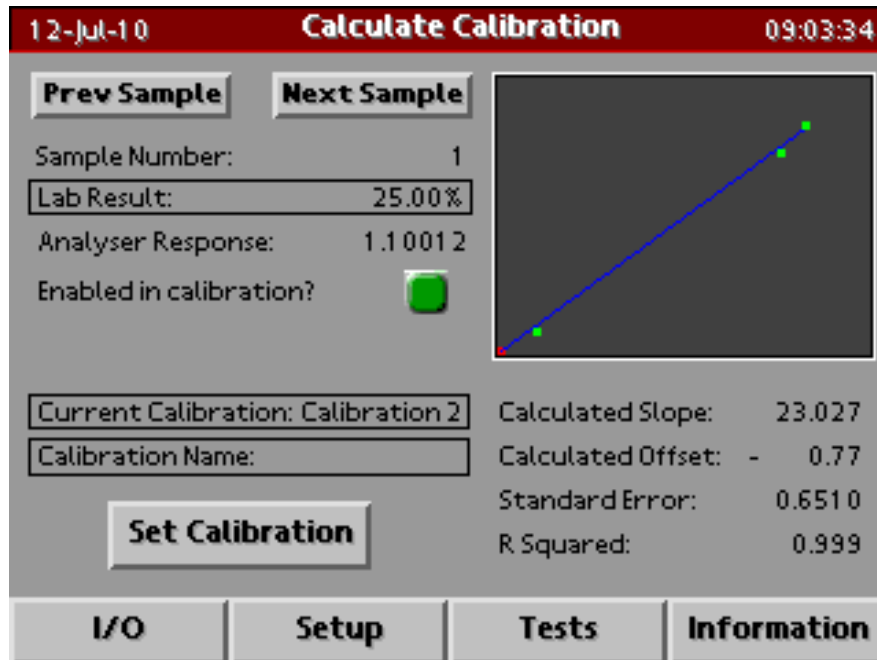 12-Jul-10 Calculate Calibration 09:03:34
Prev Sample Next Sample
Sample Number: 1
Lab Result: 25.00%
Analyser Response: 1.10012
Enabled in calibration?
Current Calibration: Calibration 2
Calibration Name:
Set Calibration
Calculated Slope: 23.027
Calculated Offset: - 0.77
Standard Error: 0.6510
R Squared: 0.999
I/O Setup Tests Information